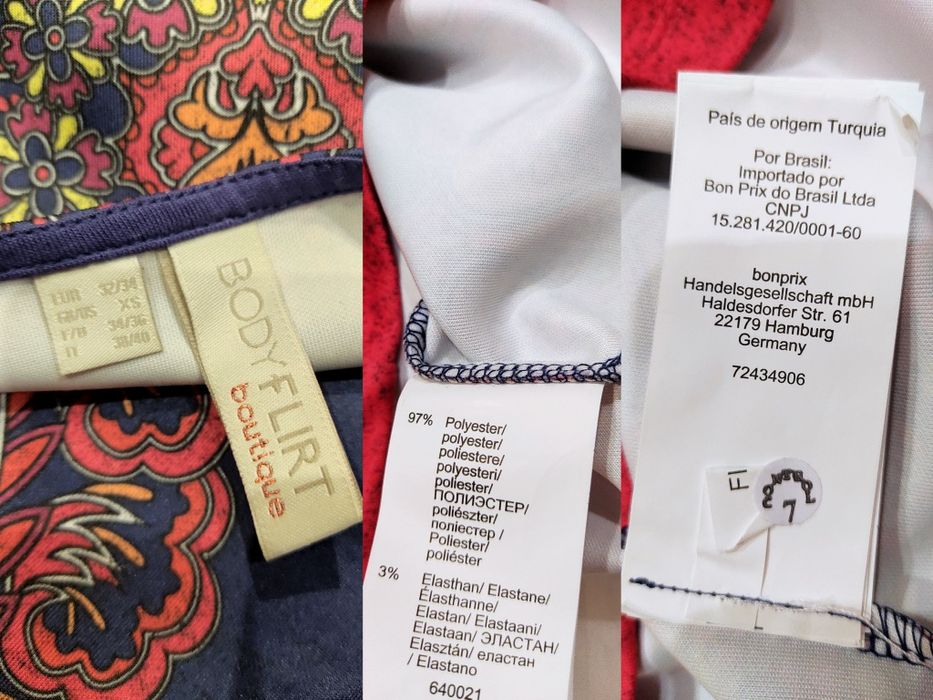 EUR 32/34
GB/US XS
F/B 34/36
IT 38/40
BODYFLIRT
boutique
97% Polyester/
polyester/
poliestere/
polyesteri/
poliester/
ПОЛИЭСТЕР/
poliészter/
поліестер /
Poliester/
poliéster
3% Elasthan/ Elastane/
Élasthanne/
Elastan/ Elastaani/
Elastaan/ ЭЛАСТАН/
Elasztán/ еластан
/ Elastano
640021
País de origem Turquia
Por Brasil:
Importado por
Bon Prix do Brasil Ltda
CNPJ
15.281.420/0001-60
bonprix
Handelsgesellschaft mbH
Haldesdorfer Str. 61
22179 Hamburg
Germany
72434906
FI
7